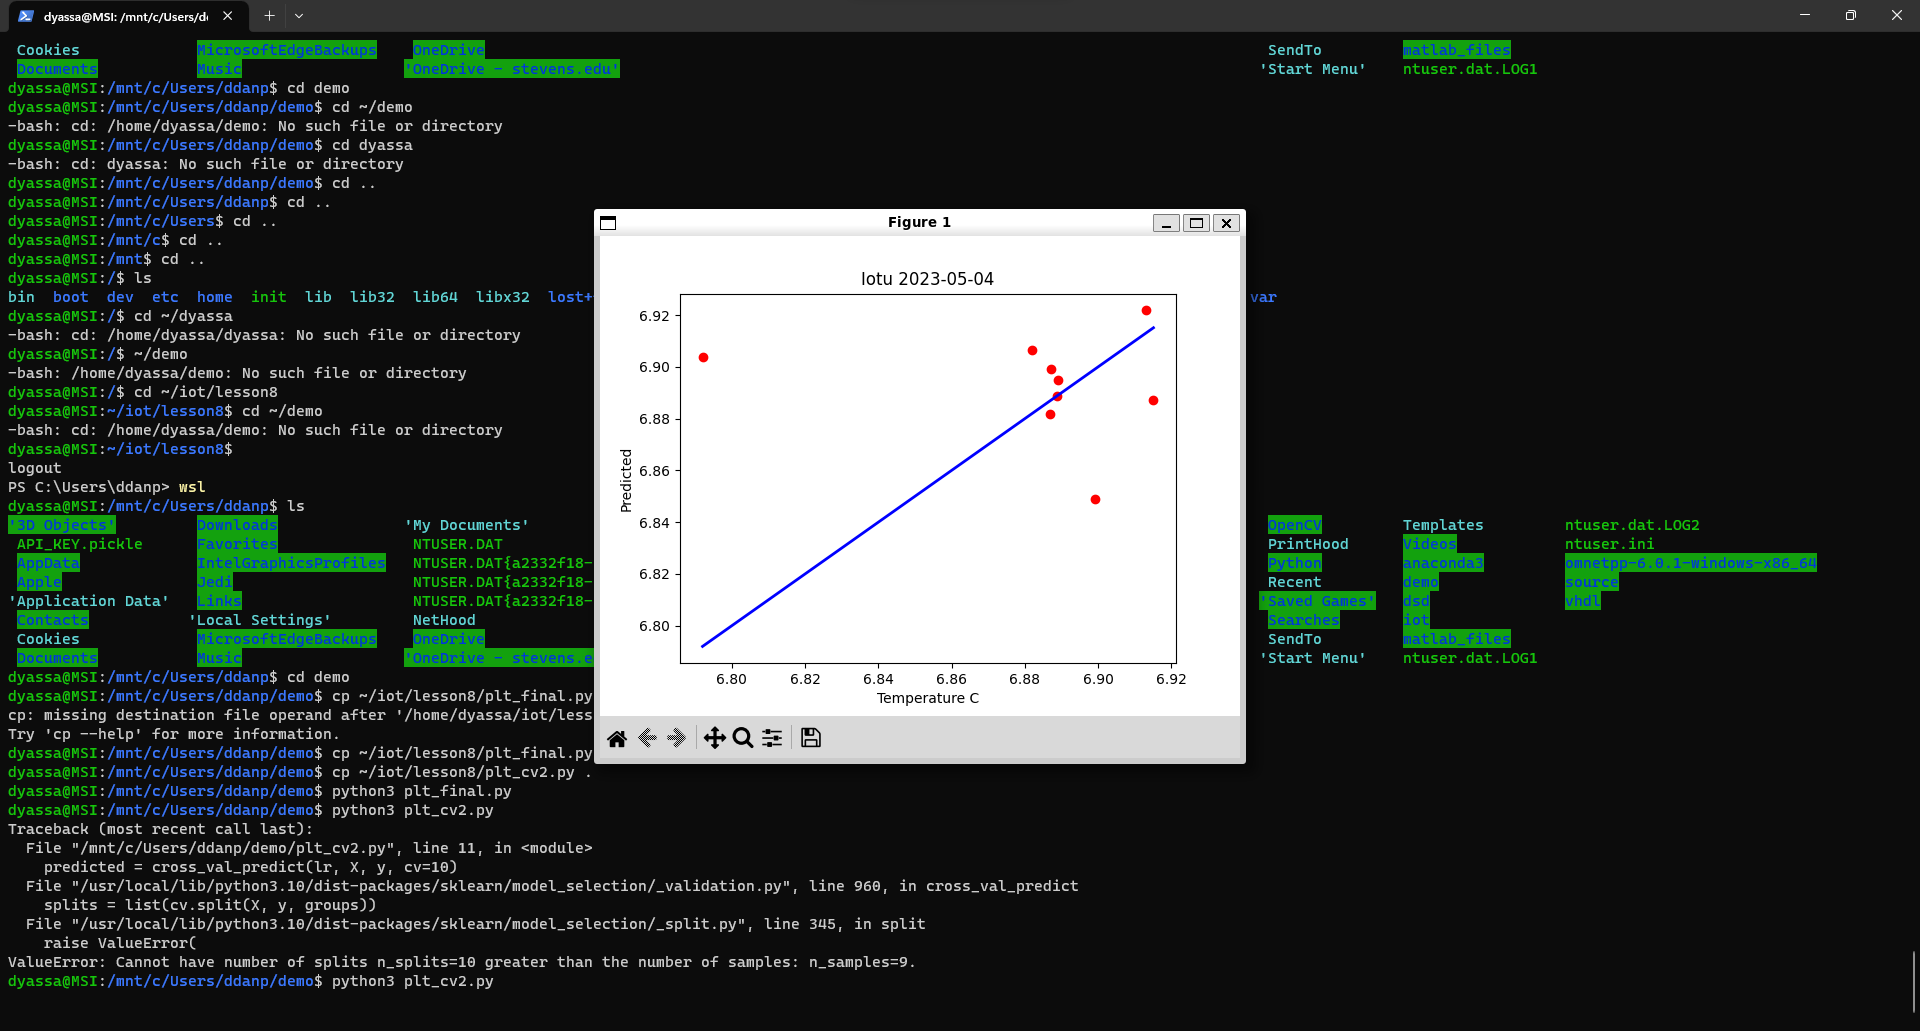 dyassa@MSI: /mnt/c/Users/d
Cookies MicrosoftEdgeBackups OneDrive SendTo matlab_files
Documents Music 'OneDrive - stevens.edu' 'Start Menu' ntuser.dat.LOG1
dyassa@MSI:/mnt/c/Users/ddanp$ cd demo
dyassa@MSI:/mnt/c/Users/ddanp/demo$ cd ~/demo
-bash: cd: /home/dyassa/demo: No such file or directory
dyassa@MSI:/mnt/c/Users/ddanp/demo$ cd dyassa
-bash: cd: dyassa: No such file or directory
dyassa@MSI:/mnt/c/Users/ddanp/demo$ cd ..
dyassa@MSI:/mnt/c/Users/ddanp$ cd ..
dyassa@MSI:/mnt/c/Users$ cd ..
dyassa@MSI:/mnt/c$ cd ..
dyassa@MSI:/mnt$ cd ..
dyassa@MSI:/$ ls
bin boot dev etc home init lib lib32 lib64 libx32 lost+ var
dyassa@MSI:/$ cd ~/dyassa
-bash: cd: /home/dyassa/dyassa: No such file or directory
dyassa@MSI:/$ ~/demo
-bash: /home/dyassa/demo: No such file or directory
dyassa@MSI:/$ cd ~/iot/lesson8
dyassa@MSI:~/iot/lesson8$ cd ~/demo
-bash: cd: /home/dyassa/demo: No such file or directory
dyassa@MSI:~/iot/lesson8$
logout
PS C:\Users\ddanp> wsl
dyassa@MSI:/mnt/c/Users/ddanp$ ls
'3D Objects' Downloads 'My Documents' OpenCV Templates ntuser.dat.LOG2
API_KEY.pickle Favorites NTUSER.DAT PrintHood Videos ntuser.ini
AppData IntelGraphicsProfiles NTUSER.DAT{a2332f18- Python anaconda3 omnetpp-6.0.1-windows-x86_64
Apple Jedi NTUSER.DAT{a2332f18- Recent demo source
'Application Data' Links NTUSER.DAT{a2332f18- 'Saved Games' dsd vhdl
Contacts 'Local Settings' NetHood Searches iot
Cookies MicrosoftEdgeBackups OneDrive SendTo matlab_files
Documents Music 'OneDrive - stevens.e 'Start Menu' ntuser.dat.LOG1
dyassa@MSI:/mnt/c/Users/ddanp$ cd demo
dyassa@MSI:/mnt/c/Users/ddanp/demo$ cp ~/iot/lesson8/plt_final.py
cp: missing destination file operand after '/home/dyassa/iot/less
Try 'cp --help' for more information.
dyassa@MSI:/mnt/c/Users/ddanp/demo$ cp ~/iot/lesson8/plt_final.py
dyassa@MSI:/mnt/c/Users/ddanp/demo$ cp ~/iot/lesson8/plt_cv2.py .
dyassa@MSI:/mnt/c/Users/ddanp/demo$ python3 plt_final.py
dyassa@MSI:/mnt/c/Users/ddanp/demo$ python3 plt_cv2.py
Traceback (most recent call last):
File "/mnt/c/Users/ddanp/demo/plt_cv2.py", line 11, in <module>
predicted = cross_val_predict(lr, X, y, cv=10)
File "/usr/local/lib/python3.10/dist-packages/sklearn/model_selection/_validation.py", line 960, in cross_val_predict
splits = list(cv.split(X, y, groups))
File "/usr/local/lib/python3.10/dist-packages/sklearn/model_selection/_split.py", line 345, in split
raise ValueError(
ValueError: Cannot have number of splits n_splits=10 greater than the number of samples: n_samples=9.
dyassa@MSI:/mnt/c/Users/ddanp/demo$ python3 plt_cv2.py
Figure 1
lotu 2023-05-04
6.92
6.90
6.88
6.86
6.84
6.82
6.80
Predicted
6.80 6.82 6.84 6.86 6.88 6.90 6.92
Temperature C